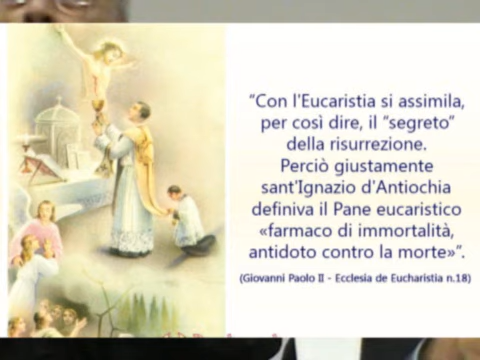 “Con l'Eucaristia si assimila,
per così dire, il “segreto”
della risurrezione.
Perciò giustamente
sant'Ignazio d'Antiochia
definiva il Pane eucaristico
«farmaco di immortalità,
antidoto contro la morte»”.
(Giovanni Paolo II - Ecclesia de Eucharistia n.18)